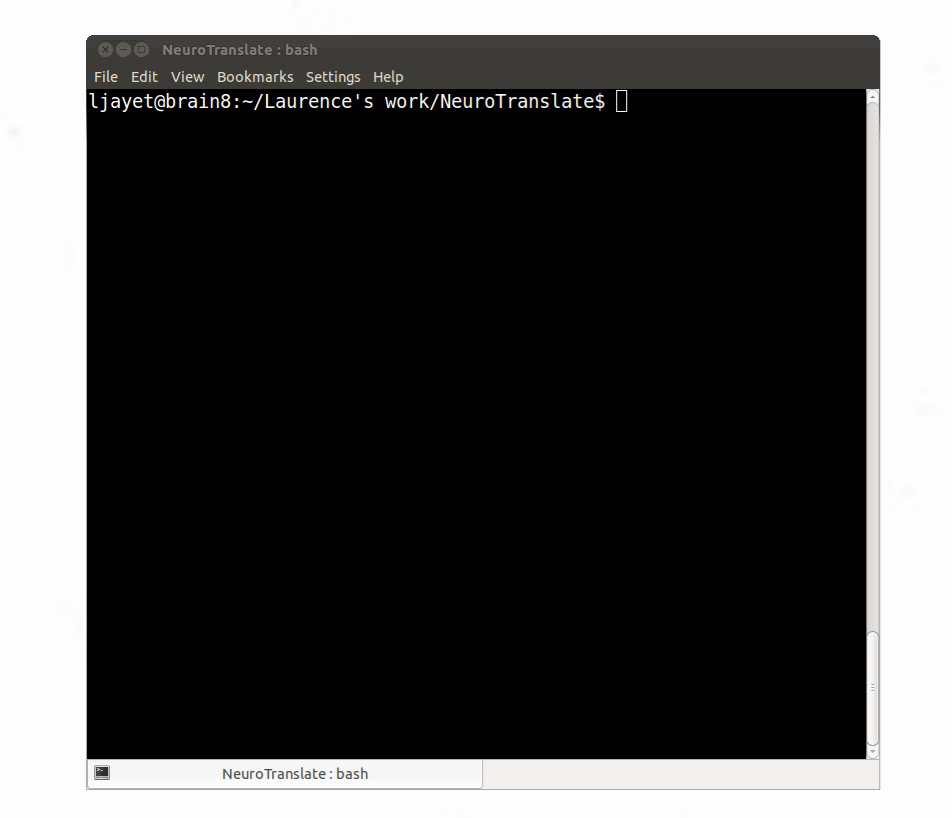 NeuroTranslate : bash
File Edit View Bookmarks Settings Help
ljayet@brain8:~/Laurence's work/NeuroTranslate$
NeuroTranslate : bash